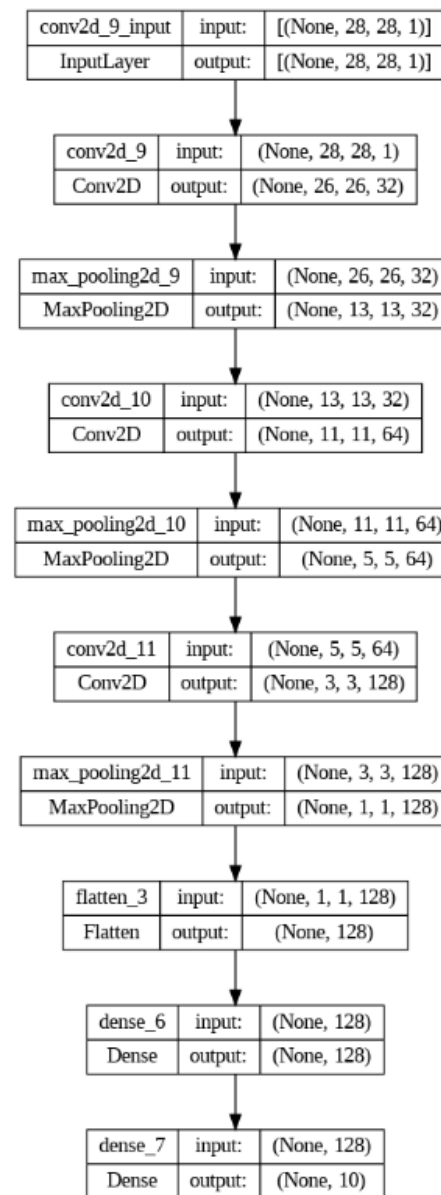 conv2d_9_input input: [(None, 28, 28, 1)]
InputLayer output: [(None, 28, 28, 1)]
conv2d_9 input: (None, 28, 28, 1)
Conv2D output: (None, 26, 26, 32)
max_pooling2d_9 input: (None, 26, 26, 32)
MaxPooling2D output: (None, 13, 13, 32)
conv2d_10 input: (None, 13, 13, 32)
Conv2D output: (None, 11, 11, 64)
max_pooling2d_10 input: (None, 11, 11, 64)
MaxPooling2D output: (None, 5, 5, 64)
conv2d_11 input: (None, 5, 5, 64)
Conv2D output: (None, 3, 3, 128)
max_pooling2d_11 input: (None, 3, 3, 128)
MaxPooling2D output: (None, 1, 1, 128)
flatten_3 input: (None, 1, 1, 128)
Flatten output: (None, 128)
dense_6 input: (None, 128)
Dense output: (None, 128)
dense_7 input: (None, 128)
Dense output: (None, 10)